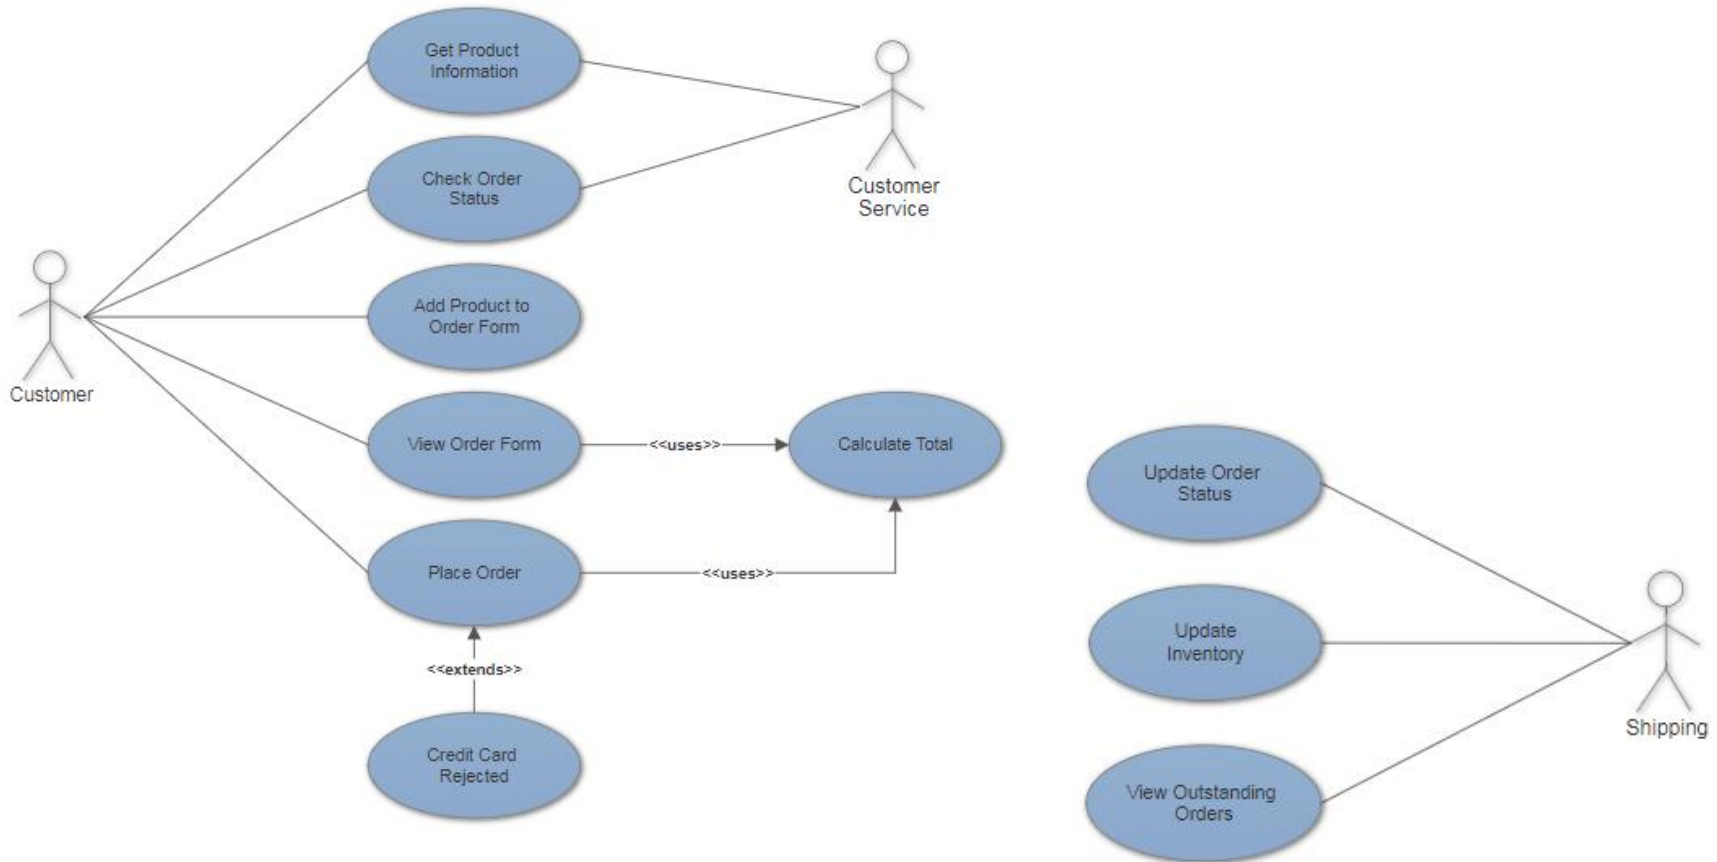 Get Product
Information
Customer
Service
Check Order
Status
Add Product to
Order Form
Customer
View Order Form
<<uses>>
Calculate Total
Update Order
Status
Place Order
<<uses>>
Update
Inventory
<<extends>>
Shipping
Credit Card
Rejected
View Outstanding
Orders